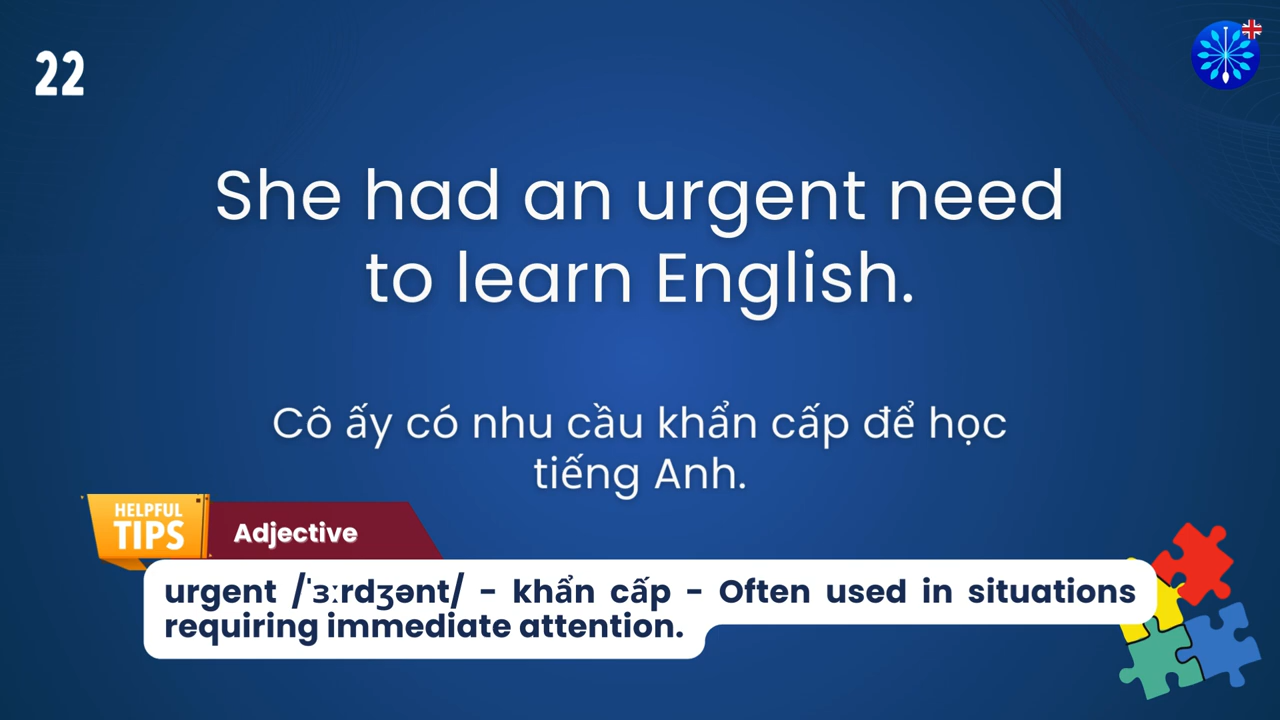 22
She had an urgent need
to learn English.
Cô ấy có nhu cầu khẩn cấp để học
tiếng Anh.
HELPFUL
TIPS
Adjective
urgent /ˈɜːrdʒənt/ - khẩn cấp - Often used in situations
requiring immediate attention.